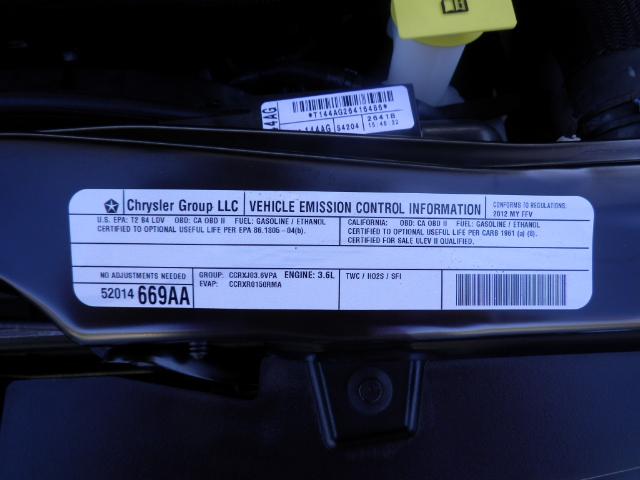 44AG
*T144AG26416486*
144AG 94204 2641B
15:48:32
Chrysler Group LLC VEHICLE EMISSION CONTROL INFORMATION CONFORMS TO REGULATIONS:
2012 MY FFV
U.S. EPA: T2 B4 LDV OBD: CA OBD II FUEL: GASOLINE / ETHANOL
CERTIFIED TO OPTIONAL USEFUL LIFE PER EPA 86.1805-04(b).
CALIFORNIA: OBD: CA OBD II FUEL: GASOLINE / ETHANOL
CERTIFIED TO OPTIONAL USEFUL LIFE PER CARB 1961 (a) (8).
CERTIFIED FOR SALE ULEV II QUALIFIED.
NO ADJUSTMENTS NEEDED
52014 669AA
GROUP: CCRXJ03.6VPA ENGINE: 3.6L
EVAP: CCRXR0150RMA
TWC / HO2S / SFI